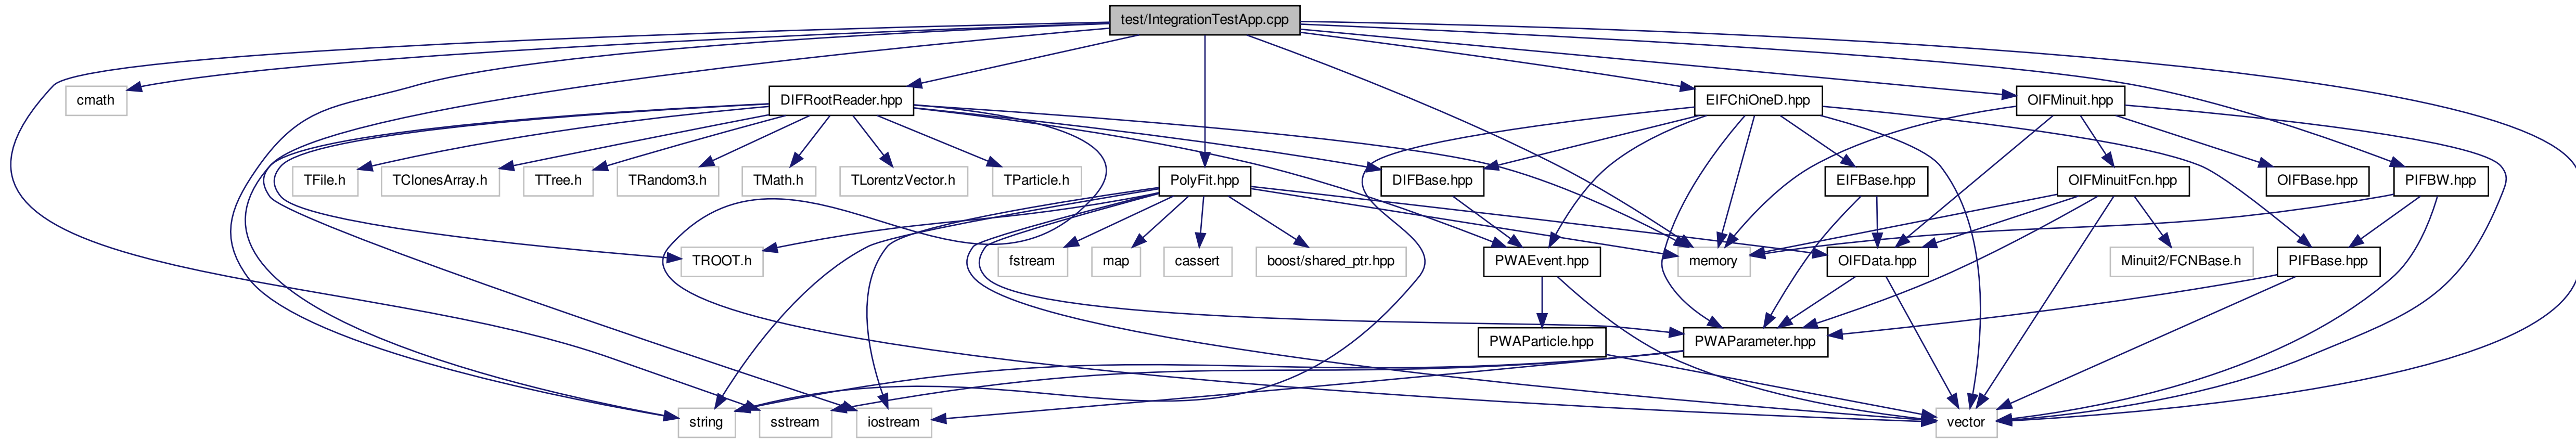 test/IntegrationTestApp.cpp
cmath
DIFRootReader.hpp
EIFChiOneD.hpp
OIFMinuit.hpp
TFile.h
TClonesArray.h
TTree.h
TRandom3.h
TMath.h
TLorentzVector.h
TParticle.h
PolyFit.hpp
DIFBase.hpp
EIFBase.hpp
OIFMinuitFcn.hpp
OIFBase.hpp
PIFBW.hpp
TROOT.h
fstream
map
cassert
boost/shared_ptr.hpp
PWAEvent.hpp
memory
OIFData.hpp
Minuit2/FCNBase.h
PIFBase.hpp
PWAParticle.hpp
PWAParameter.hpp
string
sstream
iostream
vector